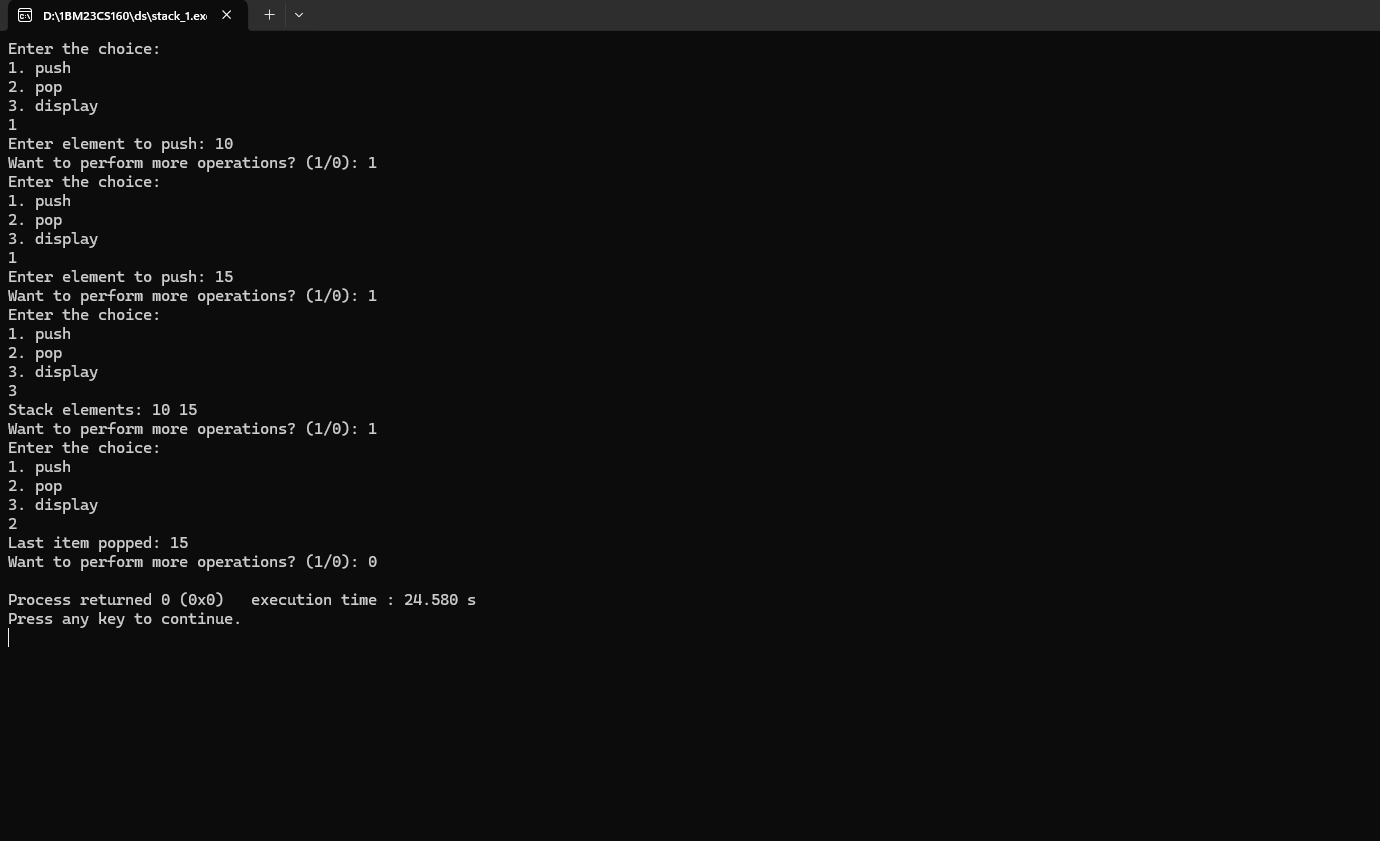 D:\1BM23CS160\ds\stack_1.ex
Enter the choice:
1. push
2. pop
3. display
1
Enter element to push: 10
Want to perform more operations? (1/0): 1
Enter the choice:
1. push
2. pop
3. display
1
Enter element to push: 15
Want to perform more operations? (1/0): 1
Enter the choice:
1. push
2. pop
3. display
3
Stack elements: 10 15
Want to perform more operations? (1/0): 1
Enter the choice:
1. push
2. pop
3. display
2
Last item popped: 15
Want to perform more operations? (1/0): 0
Process returned 0 (0x0)   execution time : 24.580 s
Press any key to continue.